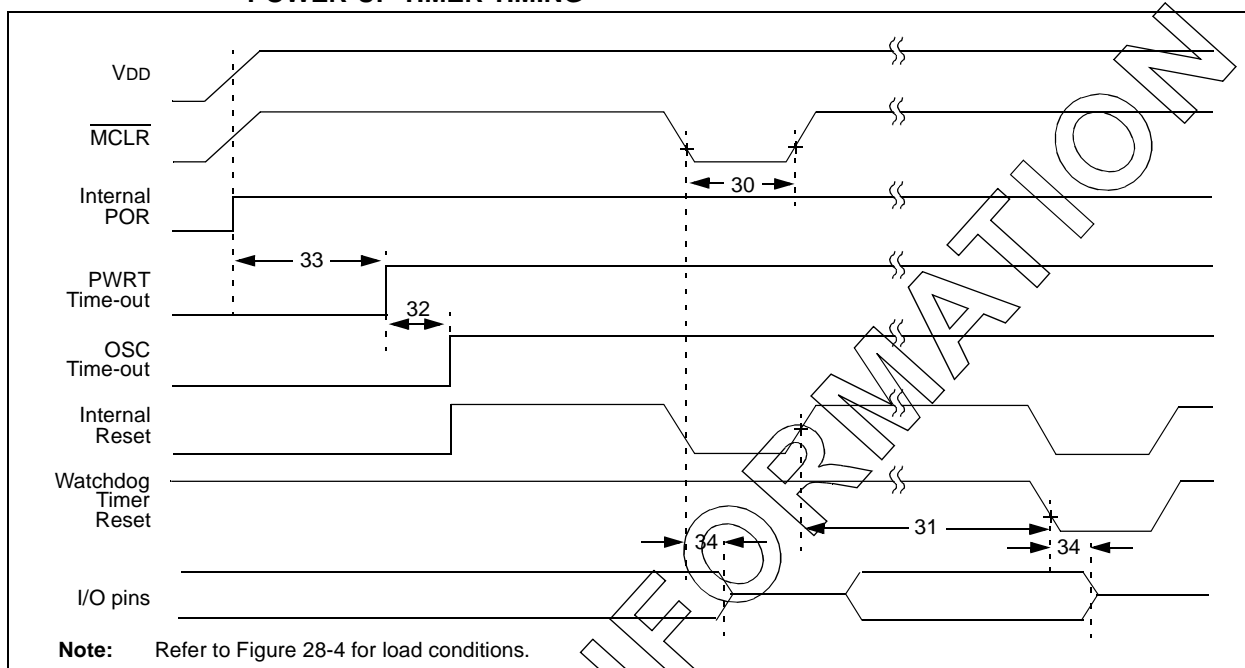 POWER-UP TIMER TIMING
VDD
MCLR
Internal
POR
PWRT
Time-out
OSC
Time-out
Internal
Reset
Watchdog
Timer
Reset
I/O pins
30
33
32
31
34
34
Note: Refer to Figure 28-4 for load conditions.
NFORMATION